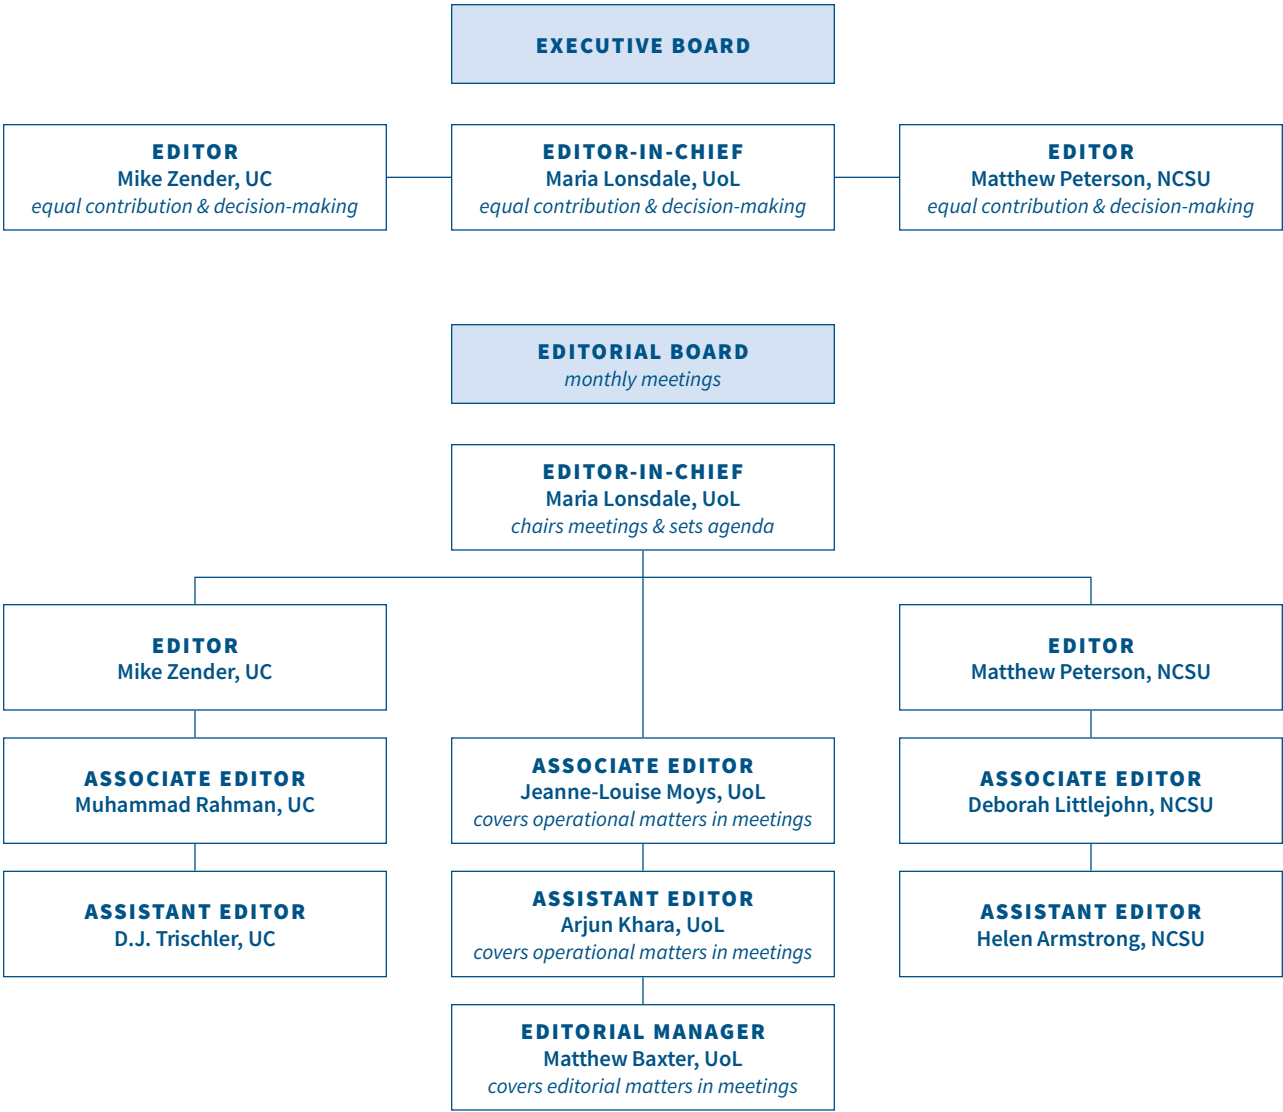 EXECUTIVE BOARD
EDITOR
Mike Zender, UC
equal contribution & decision-making
EDITOR-IN-CHIEF
Maria Lonsdale, UoL
equal contribution & decision-making
EDITOR
Matthew Peterson, NCSU
equal contribution & decision-making
EDITORIAL BOARD
monthly meetings
EDITOR-IN-CHIEF
Maria Lonsdale, UoL
chairs meetings & sets agenda
EDITOR
Mike Zender, UC
EDITOR
Matthew Peterson, NCSU
ASSOCIATE EDITOR
Muhammad Rahman, UC
ASSOCIATE EDITOR
Jeanne-Louise Moys, UoL
covers operational matters in meetings
ASSOCIATE EDITOR
Deborah Littlejohn, NCSU
ASSISTANT EDITOR
D.J. Trischler, UC
ASSISTANT EDITOR
Arjun Khara, UoL
covers operational matters in meetings
ASSISTANT EDITOR
Helen Armstrong, NCSU
EDITORIAL MANAGER
Matthew Baxter, UoL
covers editorial matters in meetings